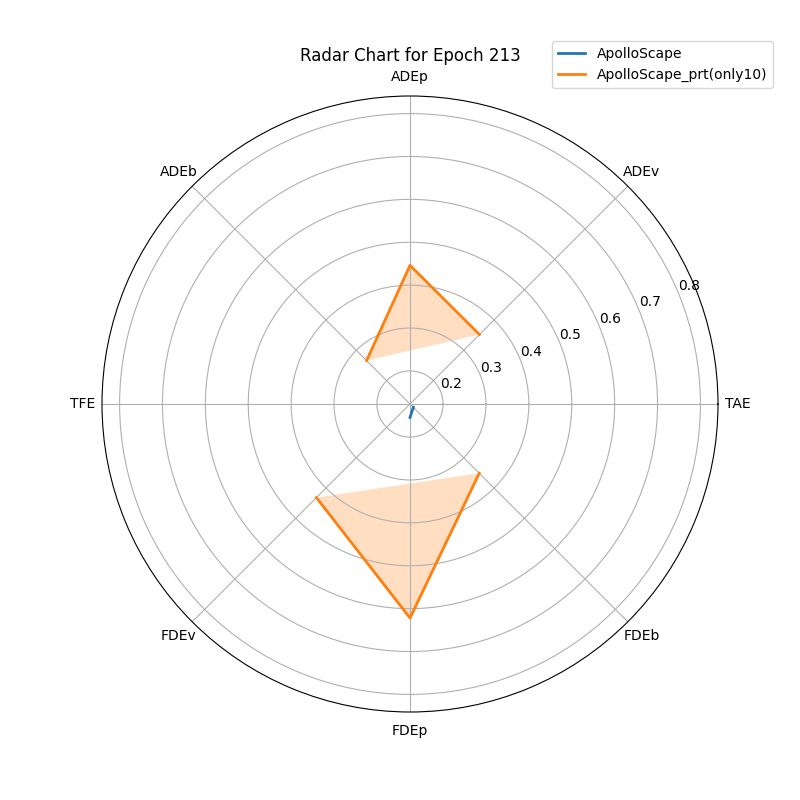 Radar Chart for Epoch 213
ApolloScape
ApolloScape_prt(only10)
ADEp
ADEb
ADEv
0.8
0.7
0.6
0.5
0.4
0.3
0.2
TFE
TAE
FDEv
FDEb
FDEp